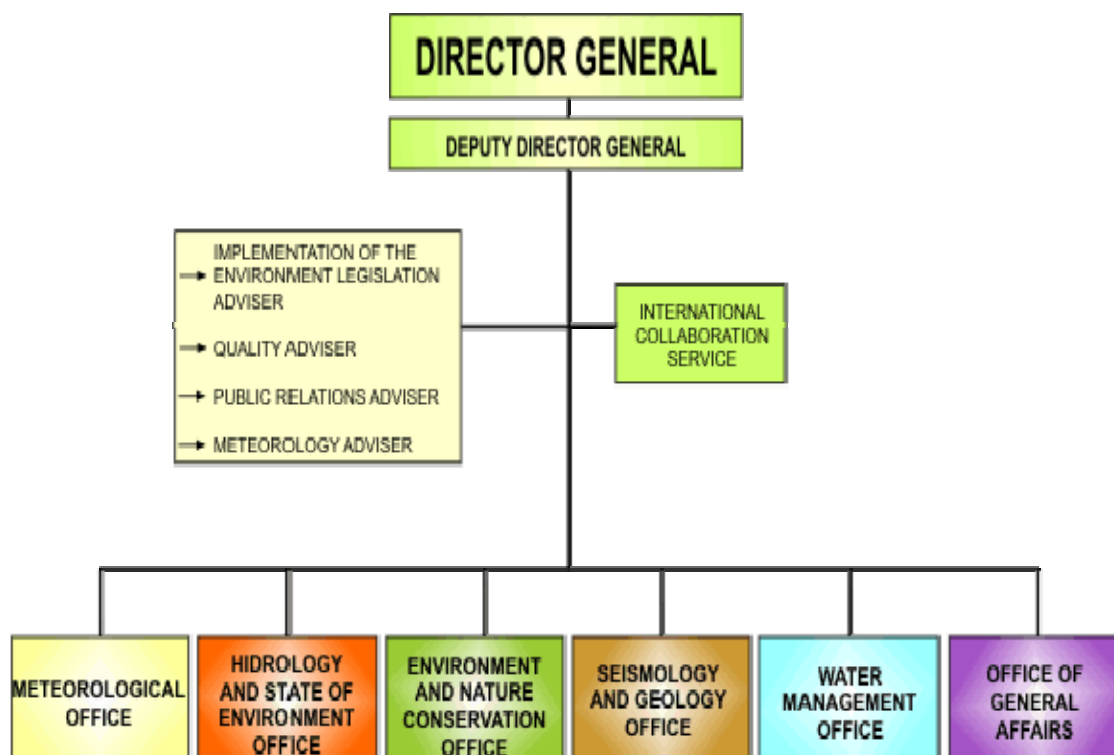 DIRECTOR GENERAL
DEPUTY DIRECTOR GENERAL
IMPLEMENTATION OF THE
ENVIRONMENT LEGISLATION
ADVISER
QUALITY ADVISER
PUBLIC RELATIONS ADVISER
METEOROLOGY ADVISER
INTERNATIONAL
COLLABORATION
SERVICE
METEOROLOGICAL
OFFICE
HIDROLOGY
AND STATE OF
ENVIRONMENT
OFFICE
ENVIRONMENT
AND NATURE
CONSERVATION
OFFICE
SEISMOLOGY
AND GEOLOGY
OFFICE
WATER
MANAGEMENT
OFFICE
OFFICE OF
GENERAL
AFFAIRS